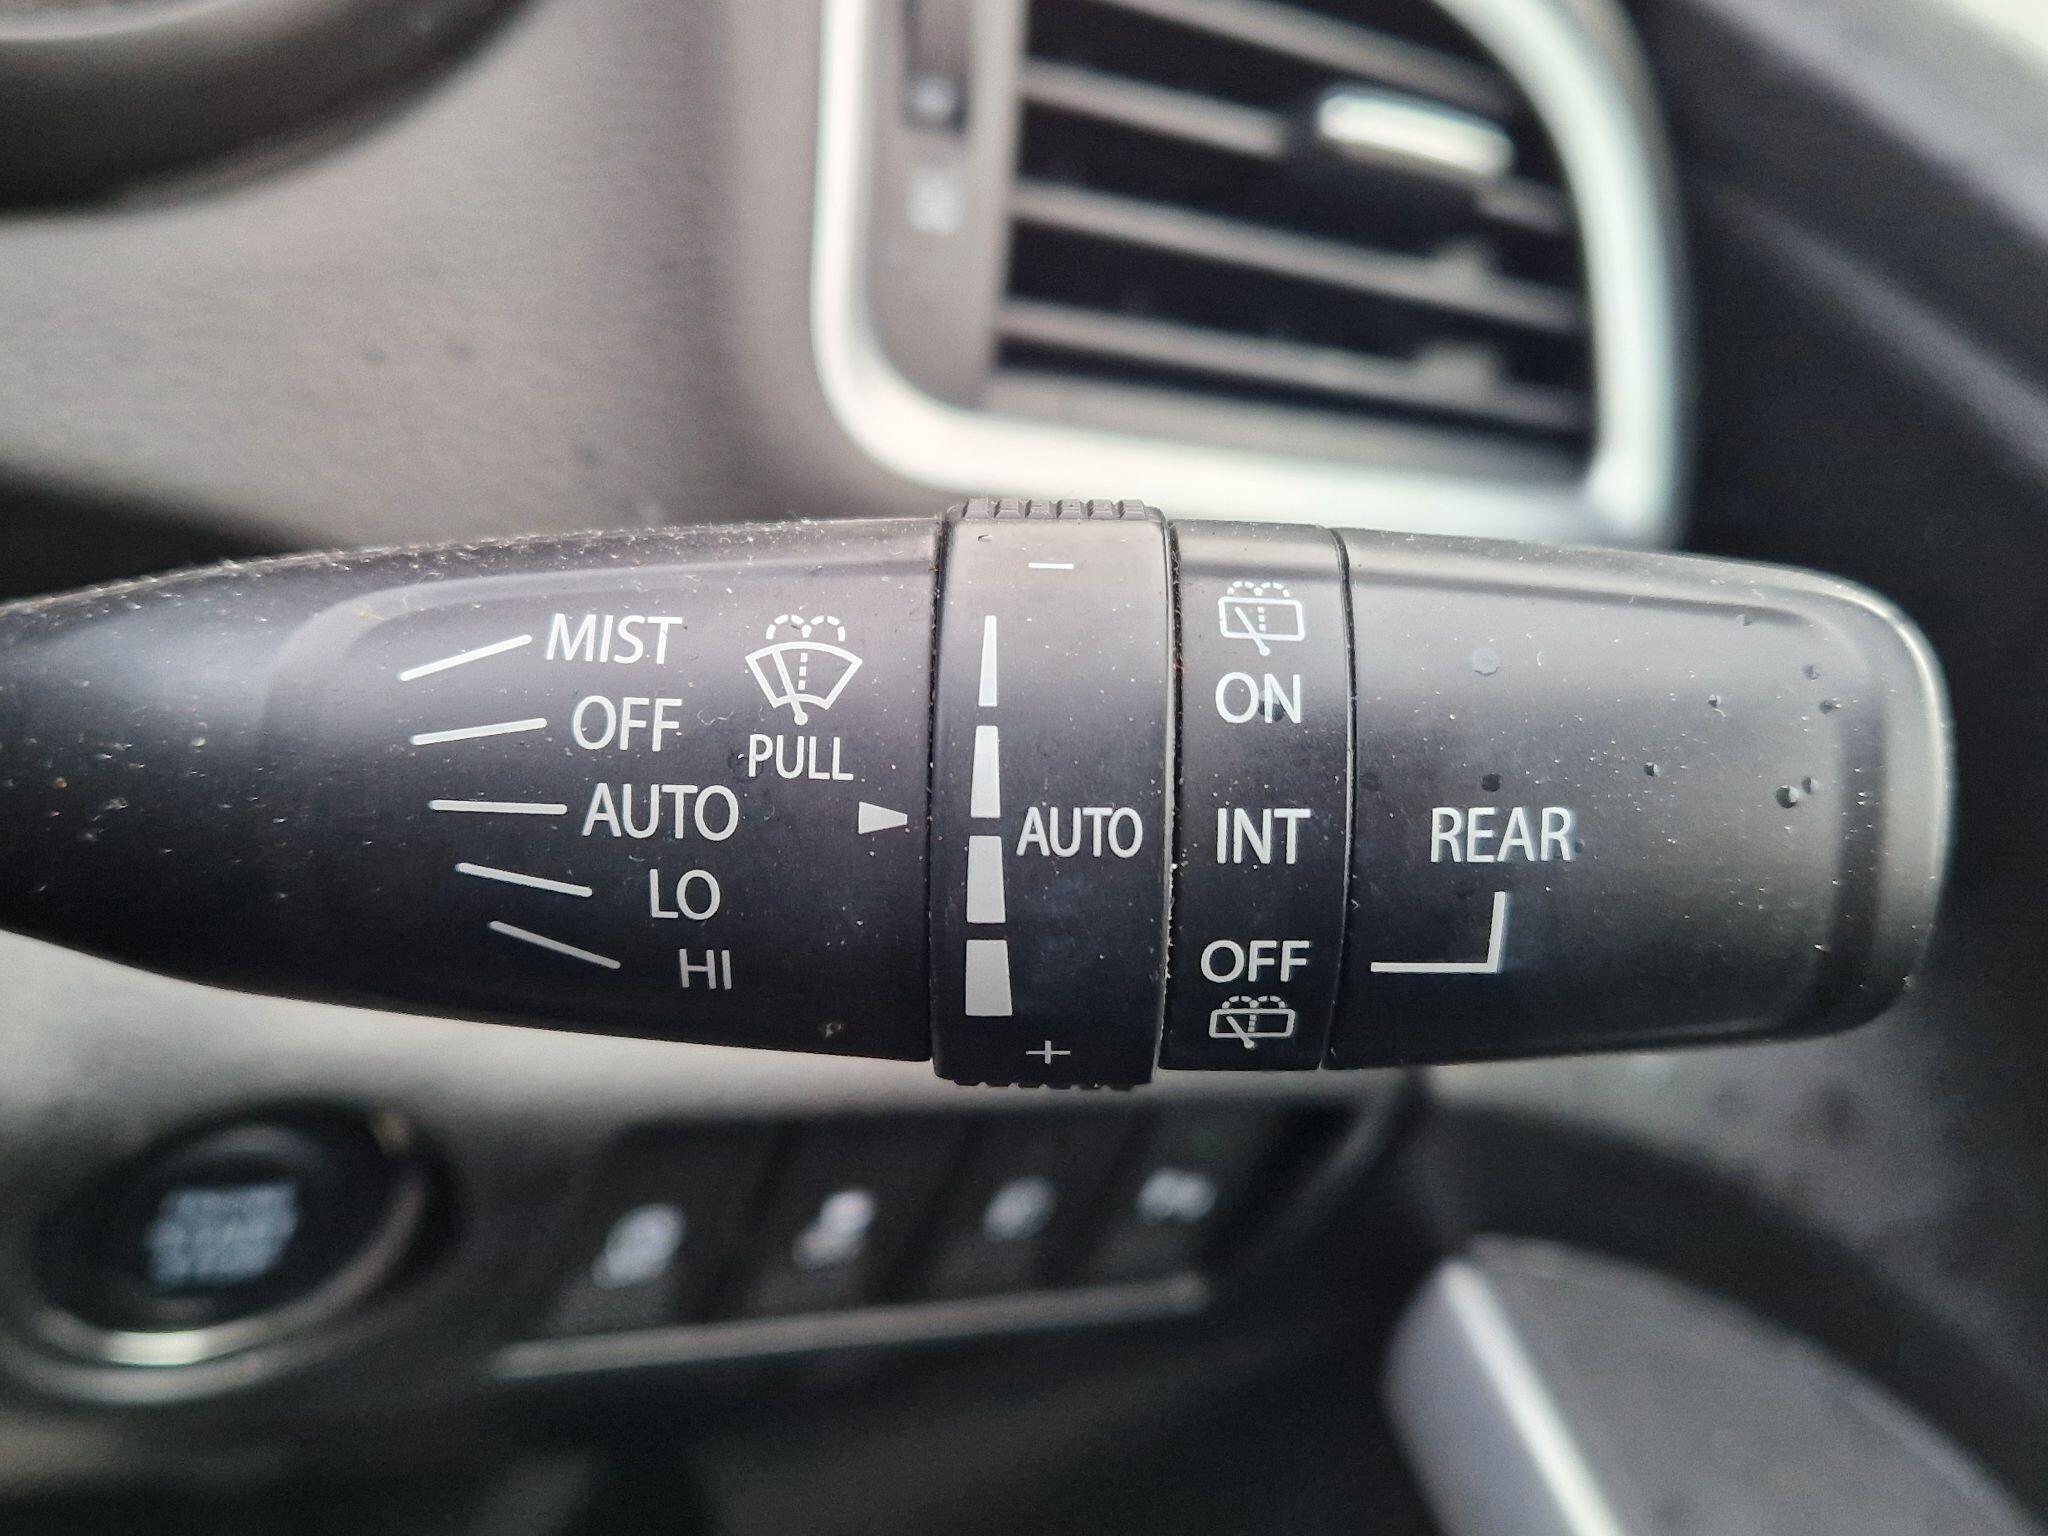 MIST
OFF
PULL
AUTO
LO
HI
−
AUTO
+
ON
INT
OFF
REAR